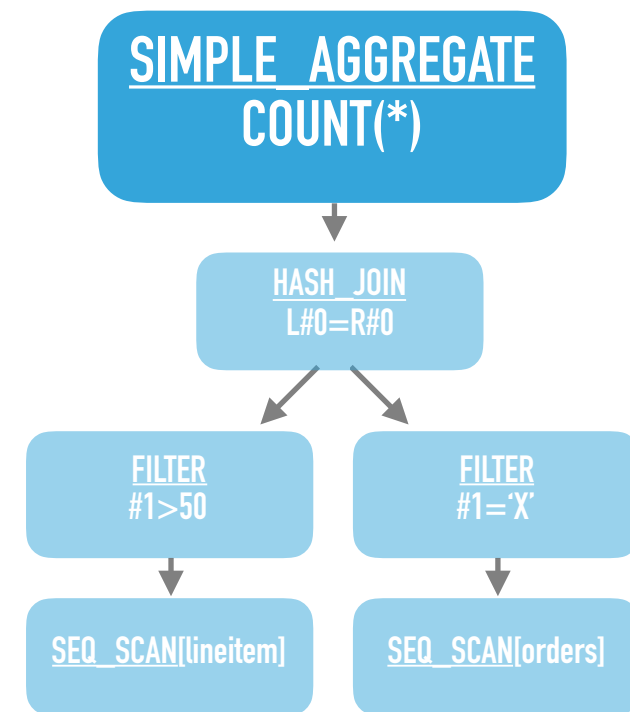 SIMPLE_AGGREGATE
COUNT(*)
HASH_JOIN
L#0=R#0
FILTER
#1>50
FILTER
#1=‘X’
SEQ_SCAN[lineitem]
SEQ_SCAN[orders]